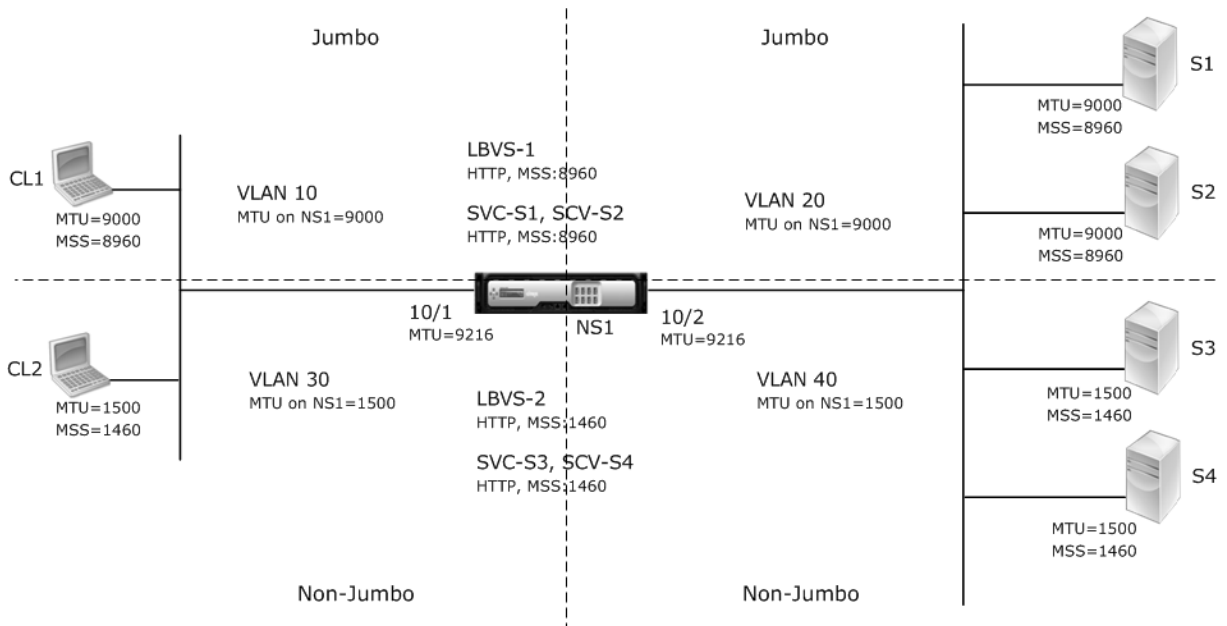 Jumbo
Jumbo
S1
MTU=9000
MSS=8960
LBVS-1
HTTP, MSS:8960
CL1
VLAN 10
MTU on NS1=9000
MTU=9000
MSS=8960
SVC-S1, SCV-S2
HTTP, MSS:8960
VLAN 20
MTU on NS1=9000
S2
MTU=9000
MSS=8960
10/1
MTU=9216
NS1
10/2
MTU=9216
S3
MTU=1500
MSS=1460
CL2
MTU=1500
MSS=1460
VLAN 30
MTU on NS1=1500
LBVS-2
HTTP, MSS:1460
SVC-S3, SCV-S4
HTTP, MSS:1460
VLAN 40
MTU on NS1=1500
S4
MTU=1500
MSS=1460
Non-Jumbo
Non-Jumbo